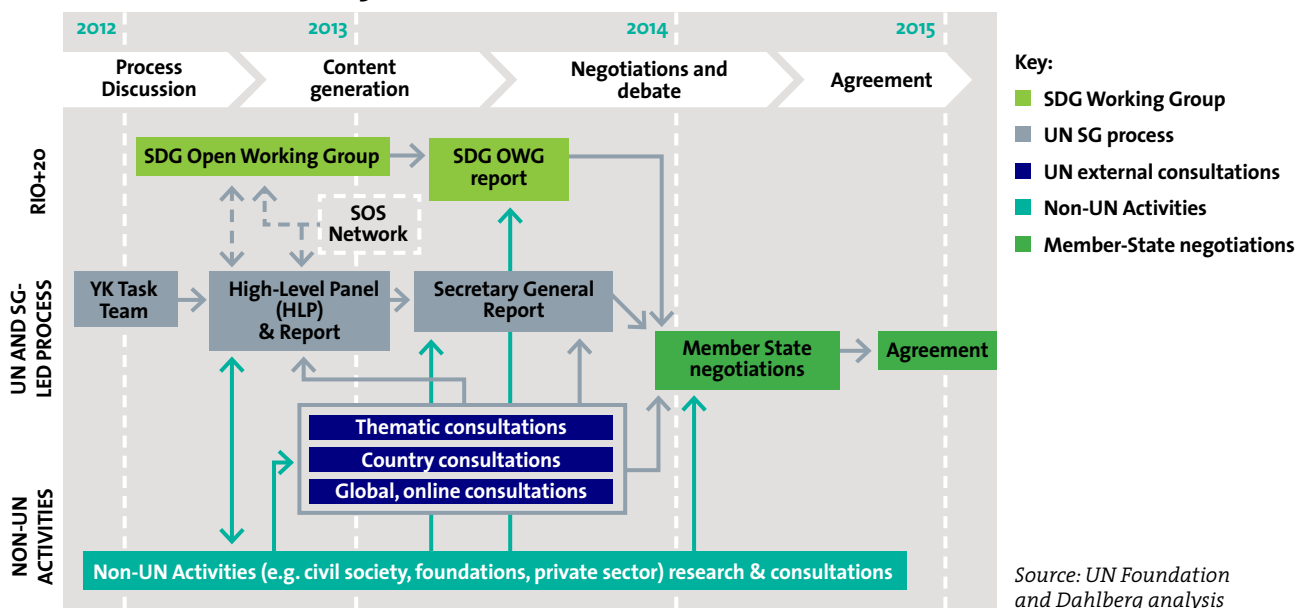 2012
2013
2014
2015
Process
Discussion
Content
generation
Negotiations and
debate
Agreement
Key:
SDG Working Group
UN SG process
UN external consultations
Non-UN Activities
Member-State negotiations
RIO+20
SDG Open Working Group
SDG OWG
report
SOS
Network
UN AND SG-
LED PROCESS
YK Task
Team
High-Level Panel
(HLP)
& Report
Secretary General
Report
Member State
negotiations
Agreement
Thematic consultations
Country consultations
Global, online consultations
NON-UN
ACTIVITIES
Non-UN Activities (e.g. civil society, foundations, private sector) research & consultations
Source: UN Foundation
and Dahlberg analysis